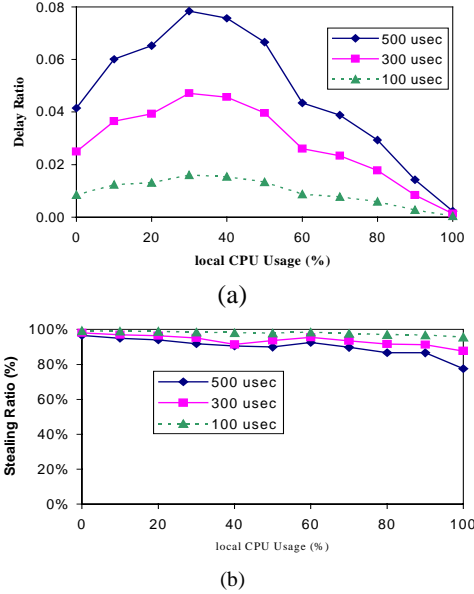 0.08
0.06
0.04
0.02
0.00
Delay Ratio
500 usec
300 usec
100 usec
0 20 40 60 80 100
local CPU Usage (%)
(a)
100%
80%
60%
40%
20%
0%
Stealing Ratio (%)
500 usec
300 usec
100 usec
0 20 40 60 80 100
local CPU Usage (%)
(b)